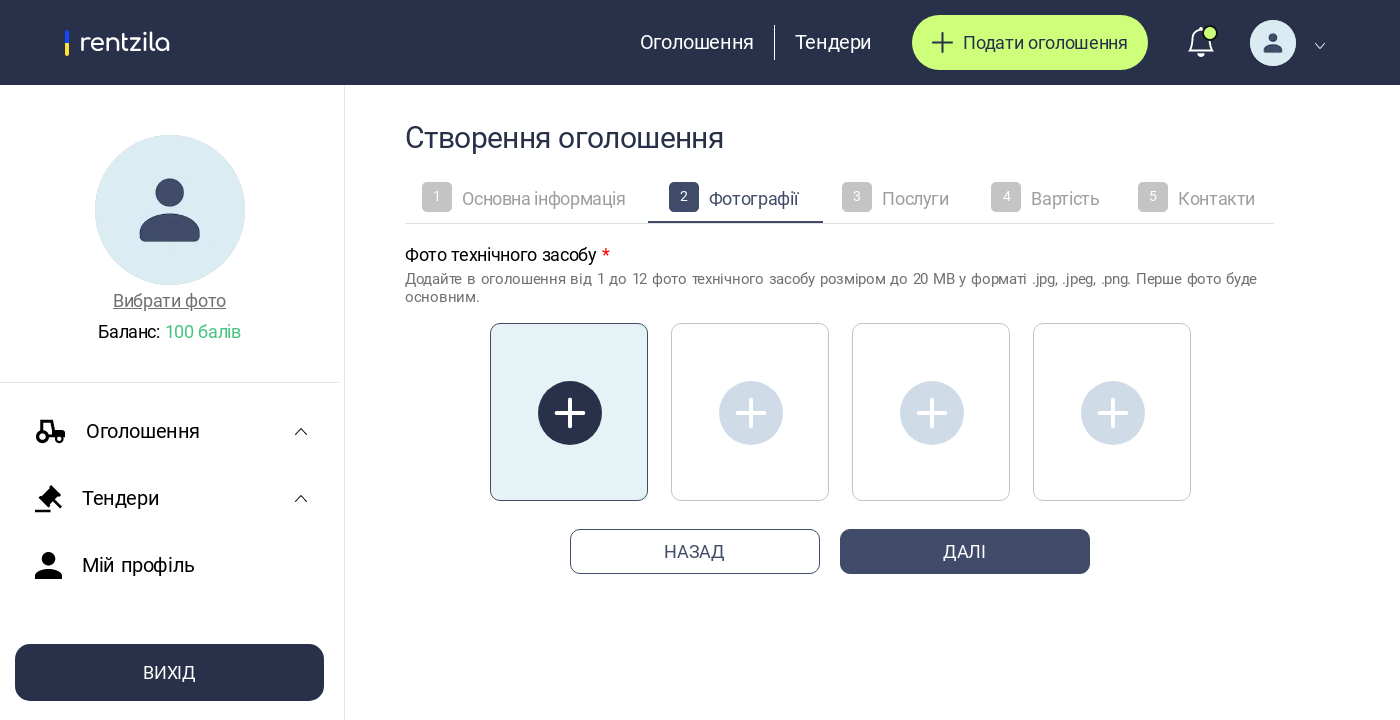 rentzila
Оголошення
Тендери
Подати оголошення
Вибрати фото
Баланс: 100 балів
Оголошення
Тендери
Мій профіль
ВИХІД
Створення оголошення
1 Основна інформація
2 Фотографії
3 Послуги
4 Вартість
5 Контакти
Фото технічного засобу *
Додайте в оголошення від 1 до 12 фото технічного засобу розміром до 20 МВ у форматі .jpg, .jpeg, .png. Перше фото буде
основним.
НАЗАД
ДАЛІ